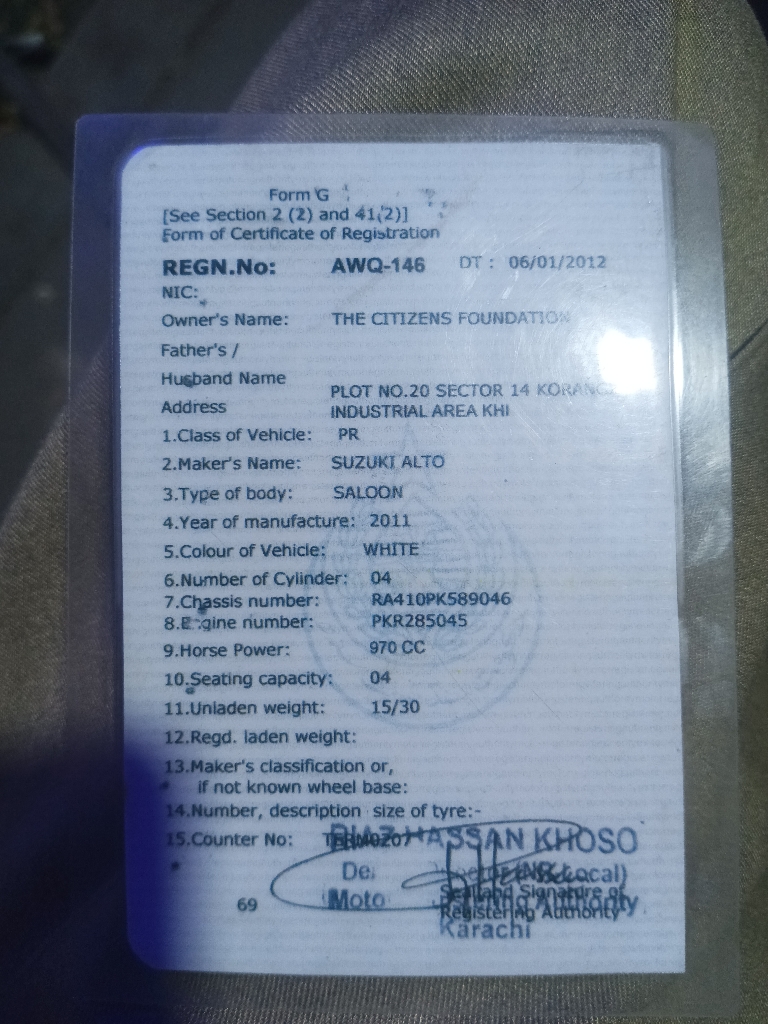 Form G
[See Section 2 (2) and 41(2)]
Form of Certificate of Registration
REGN.No: AWQ-146 DT : 06/01/2012
NIC:
Owner's Name: THE CITIZENS FOUNDATION
Father's /
Husband Name
Address PLOT NO.20 SECTOR 14 KORANGI
INDUSTRIAL AREA KHI
1.Class of Vehicle: PR
2.Maker's Name: SUZUKI ALTO
3.Type of body: SALOON
4.Year of manufacture: 2011
5.Colour of Vehicle: WHITE
6.Number of Cylinder: 04
7.Chassis number: RA410PK589046
8.Engine number: PKR285045
9.Horse Power: 970 CC
10.Seating capacity: 04
11.Unladen weight: 15/30
12.Regd. laden weight:
13.Maker's classification or,
if not known wheel base:
14.Number, description size of tyre:-
15.Counter No: TERM0207
RIAZ HASSAN KHOSO
Seal and Signature of
69 Registering Authority
Karachi